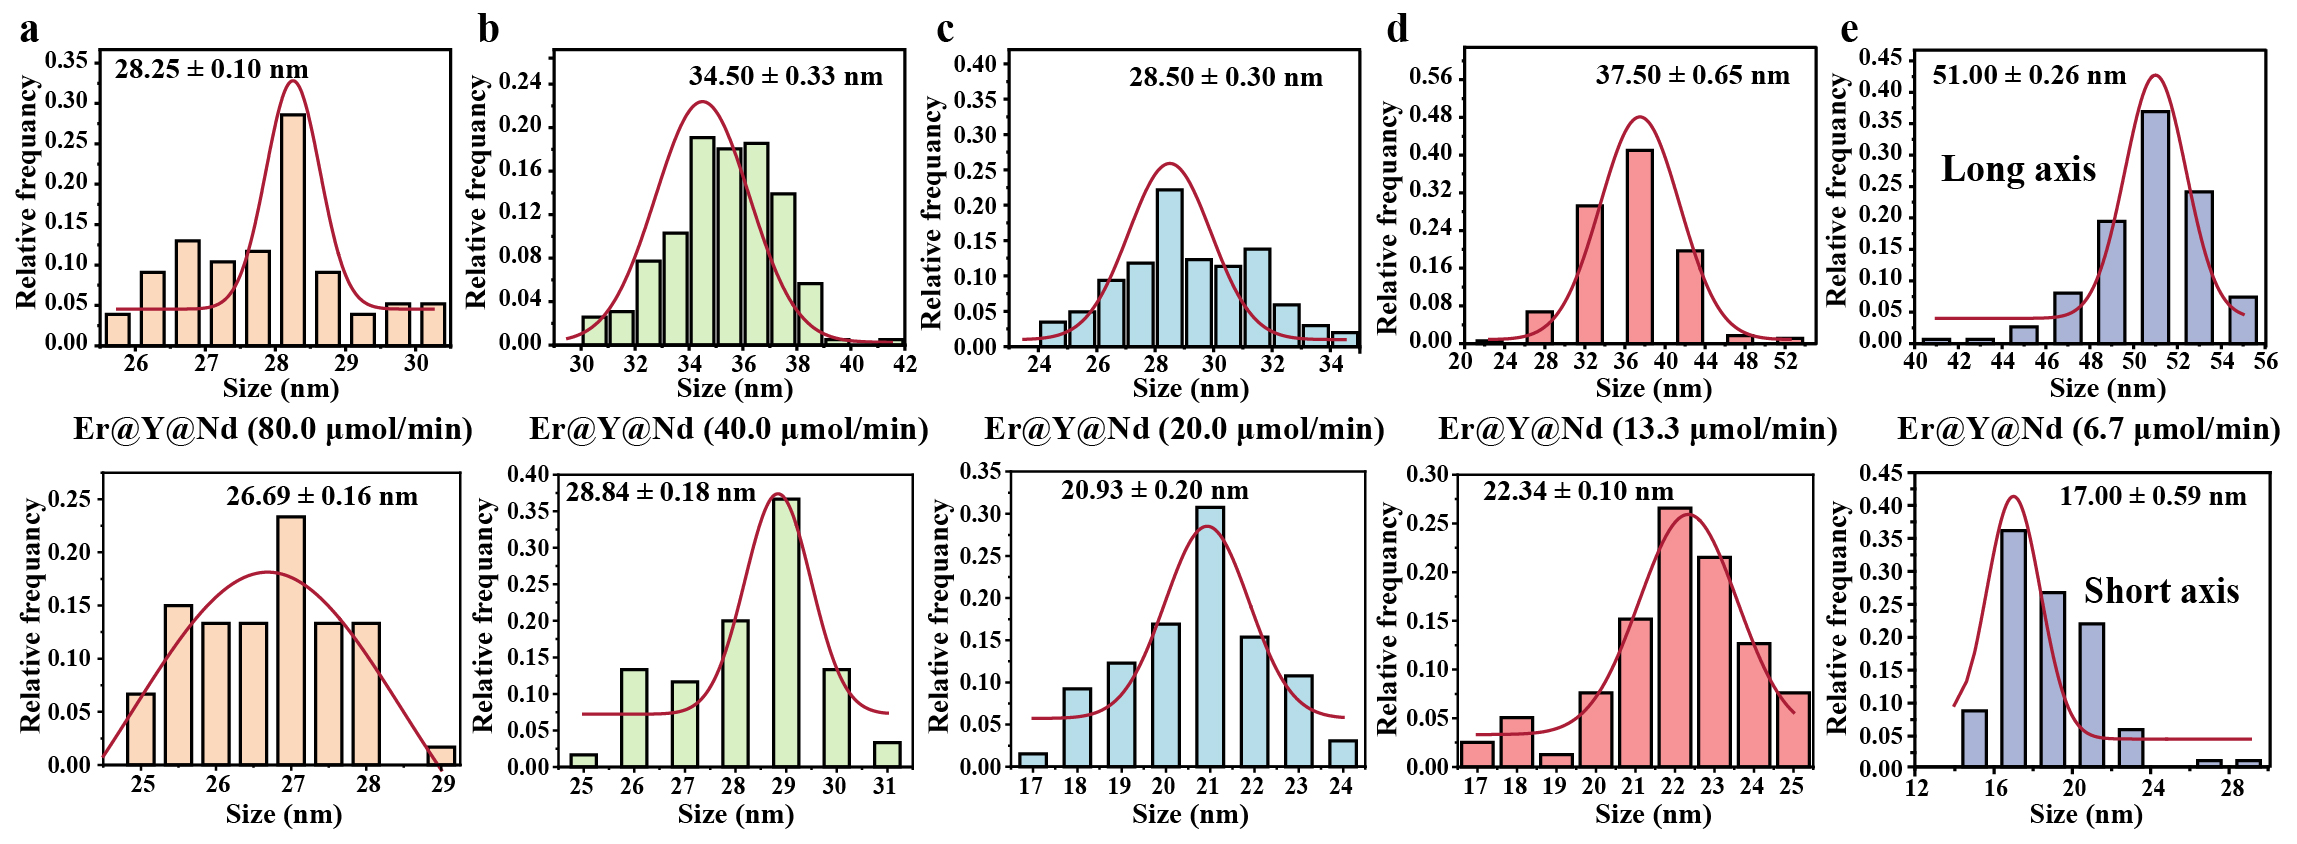 a
0.35
0.30
0.25
0.20
0.15
0.10
0.05
0.00
Relative frequancy
28.25 ± 0.10 nm
26 27 28 29 30
Size (nm)
b
0.24
0.20
0.16
0.12
0.08
0.04
0.00
Relative frequancy
34.50 ± 0.33 nm
30 32 34 36 38 40 42
Size (nm)
c
0.40
0.35
0.30
0.25
0.20
0.15
0.10
0.05
0.00
Relative frequancy
28.50 ± 0.30 nm
24 26 28 30 32 34
Size (nm)
d
0.56
0.48
0.40
0.32
0.24
0.16
0.08
0.00
Relative frequancy
37.50 ± 0.65 nm
20 24 28 32 36 40 44 48 52
Size (nm)
e
0.45
0.40
0.35
0.30
0.25
0.20
0.15
0.10
0.05
0.00
Relative frequancy
51.00 ± 0.26 nm
Long axis
40 42 44 46 48 50 52 54 56
Size (nm)
Er@Y@Nd (80.0 μmol/min)
Er@Y@Nd (40.0 μmol/min)
Er@Y@Nd (20.0 μmol/min)
Er@Y@Nd (13.3 μmol/min)
Er@Y@Nd (6.7 μmol/min)
0.25
0.20
0.15
0.10
0.05
0.00
Relative frequancy
26.69 ± 0.16 nm
25 26 27 28 29
Size (nm)
0.40
0.35
0.30
0.25
0.20
0.15
0.10
0.05
0.00
Relative frequancy
28.84 ± 0.18 nm
25 26 27 28 29 30 31
Size (nm)
0.35
0.30
0.25
0.20
0.15
0.10
0.05
0.00
Relative frequancy
20.93 ± 0.20 nm
17 18 19 20 21 22 23 24
Size (nm)
0.30
0.25
0.20
0.15
0.10
0.05
0.00
Relative frequancy
22.34 ± 0.10 nm
17 18 19 20 21 22 23 24 25
Size (nm)
0.45
0.40
0.35
0.30
0.25
0.20
0.15
0.10
0.05
0.00
Relative frequancy
17.00 ± 0.59 nm
Short axis
12 16 20 24 28
Size (nm)